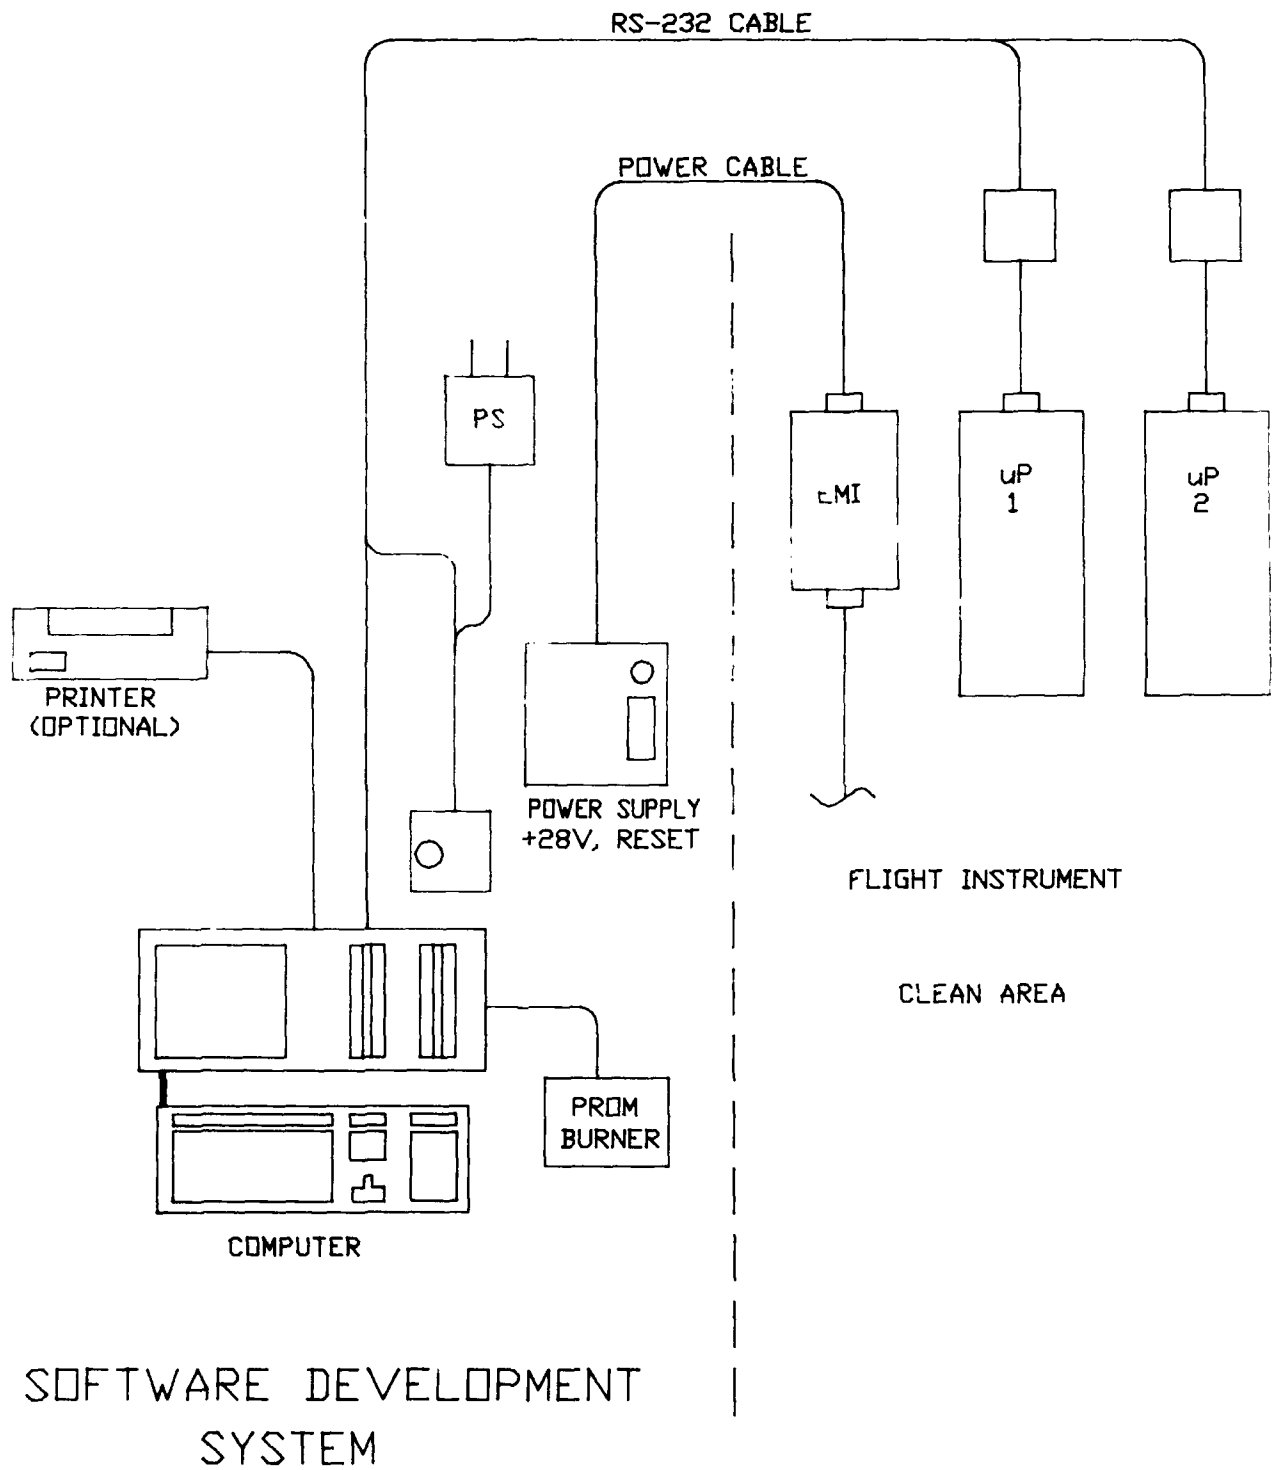 RS-232 CABLE
POWER CABLE
PS
EMI
uP
1
uP
2
PRINTER
(OPTIONAL)
POWER SUPPLY
+28V, RESET
FLIGHT INSTRUMENT
CLEAN AREA
PROM
BURNER
COMPUTER
SOFTWARE DEVELOPMENT
SYSTEM